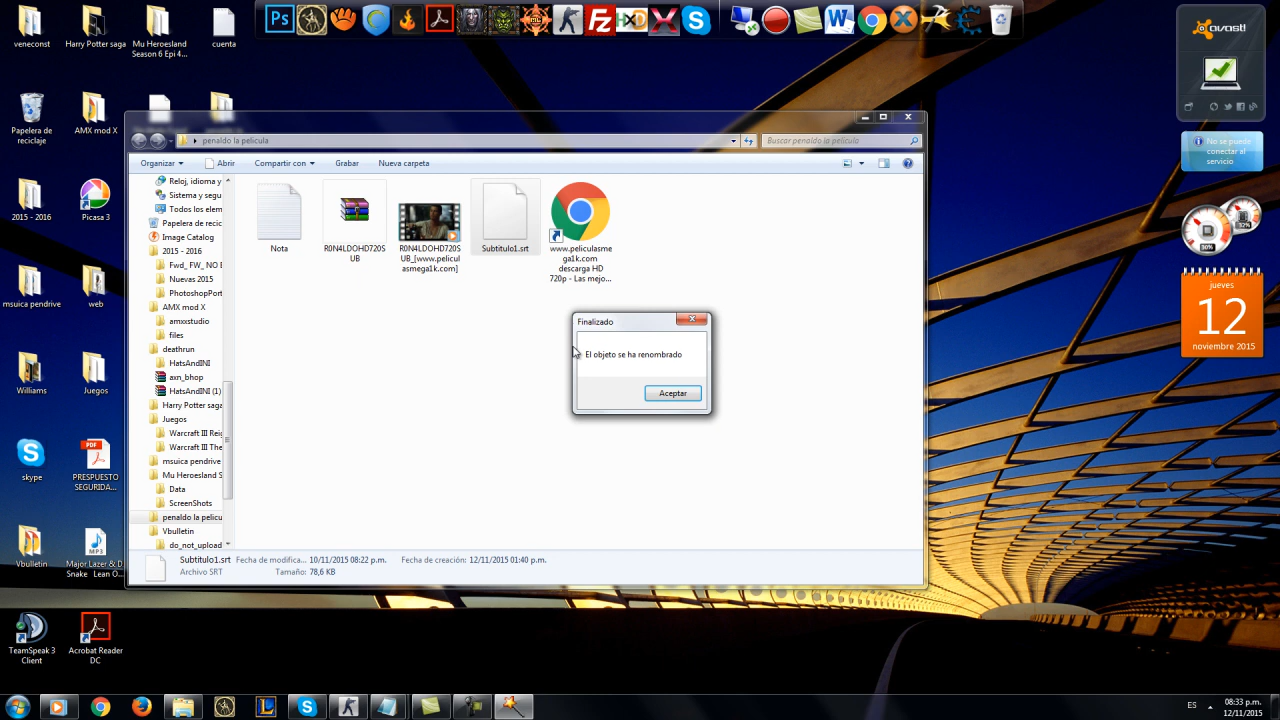 veneconst
Harry Potter saga
Mu Heroesland
Season 6 Epi 4...
cuenta
Ps
FZ
HxD
W
avast!
Papelera de
reciclaje
AMX mod X
2015 - 2016
Picasa 3
msuica pendrive
web
Williams
Juegos
skype
PDF
PRESPUESTO
SEGURIDA...
Vbulletin
MP3
Major Lazer & D
Snake Lean O...
TeamSpeak 3
Client
Acrobat Reader
DC
penaldo la pelicula
Buscar penaldo la pelicula
Organizar
Abrir
Compartir con
Grabar
Nueva carpeta
Reloj, idioma y
Sistema y segu
Todos los elem
Papelera de recic
Image Catalog
2015 - 2016
Fwd_ FW_ NO E
Nuevas 2015
PhotoshopPort
AMX mod X
amxxstudio
files
deathrun
HatsAndINI
axn_bhop
HatsAndINI (1)
Harry Potter saga
Juegos
Warcraft III Reig
Warcraft III The
msuica pendrive
Mu Heroesland S
Data
ScreenShots
penaldo la pelicu
Vbulletin
do_not_upload
Nota
R0N4LDOHD720S
UB
R0N4LDOHD720S
UB_[www.pelicul
asmega1k.com]
Subtitulo1.srt
www.peliculasme
ga1k.com
descarga HD
720p - Las mejo...
Finalizado
El objeto se ha renombrado
Aceptar
Subtitulo1.srt
Fecha de modifica... 10/11/2015 08:22 p.m.
Fecha de creación: 12/11/2015 01:40 p.m.
Archivo SRT
Tamaño: 78,6 KB
No se puede
conectar al
servicio
30%
32%
jueves
12
noviembre 2015
ES
08:33 p.m.
12/11/2015